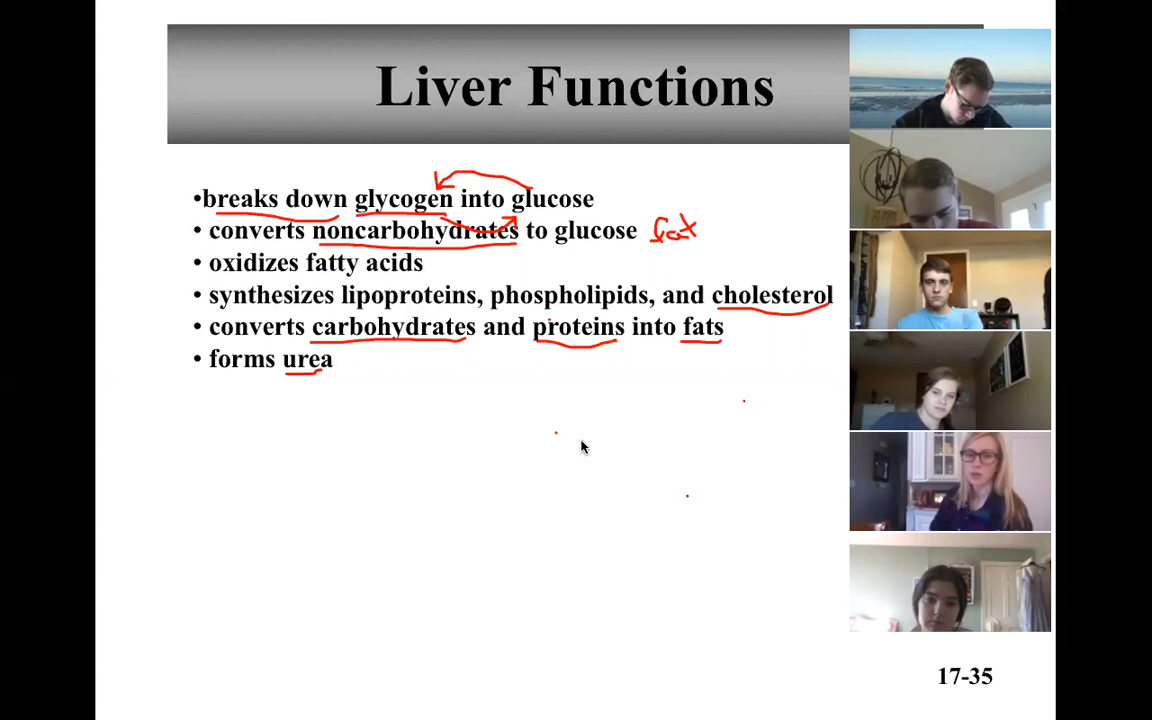 Liver Functions
•breaks down glycogen into glucose
• converts noncarbohydrates to glucose fat
• oxidizes fatty acids
• synthesizes lipoproteins, phospholipids, and cholesterol
• converts carbohydrates and proteins into fats
• forms urea
17-35